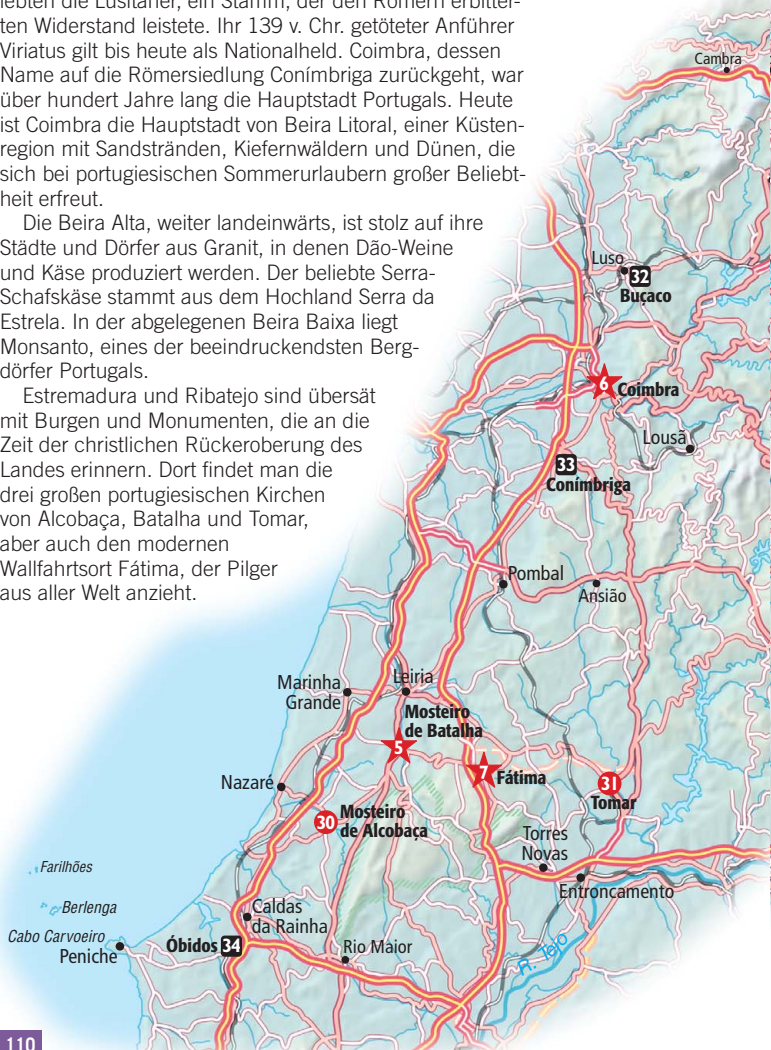 lebten die Lusitaner, ein Stamm, der den Römern erbitter-
ten Widerstand leistete. Ihr 139 v. Chr. getöteter Anführer
Viriatus gilt bis heute als Nationalheld. Coimbra, dessen
Name auf die Römersiedlung Conímbriga zurückgeht, war
über hundert Jahre lang die Hauptstadt Portugals. Heute
ist Coimbra die Hauptstadt von Beira Litoral, einer Küsten-
region mit Sandstränden, Kiefernwäldern und Dünen, die
sich bei portugiesischen Sommerurlaubern großer Beliebt-
heit erfreut.
Die Beira Alta, weiter landeinwärts, ist stolz auf ihre
Städte und Dörfer aus Granit, in denen Dão-Weine
und Käse produziert werden. Der beliebte Serra-
Schafskäse stammt aus dem Hochland Serra da
Estrela. In der abgelegenen Beira Baixa liegt
Monsanto, eines der beeindruckendsten Berg-
dörfer Portugals.
Estremadura und Ribatejo sind übersät
mit Burgen und Monumenten, die an die
Zeit der christlichen Rückeroberung des
Landes erinnern. Dort findet man die
drei großen portugiesischen Kirchen
von Alcobaça, Batalha und Tomar,
aber auch den modernen
Wallfahrtsort Fátima, der Pilger
aus aller Welt anzieht.
Cambra
Luso
32
Buçaco
6 Coimbra
Lousã
33
Conímbriga
Pombal
Ansião
Marinha
Grande
Leiria
Mosteiro
de Batalha
5
7 Fátima
31
Tomar
Nazaré
30 Mosteiro
de Alcobaça
Torres
Novas
Entroncamento
Farilhões
Berlenga
Cabo Carvoeiro
Peniche
Caldas
da Rainha
Óbidos 34
Rio Maior
R. Tejo
110